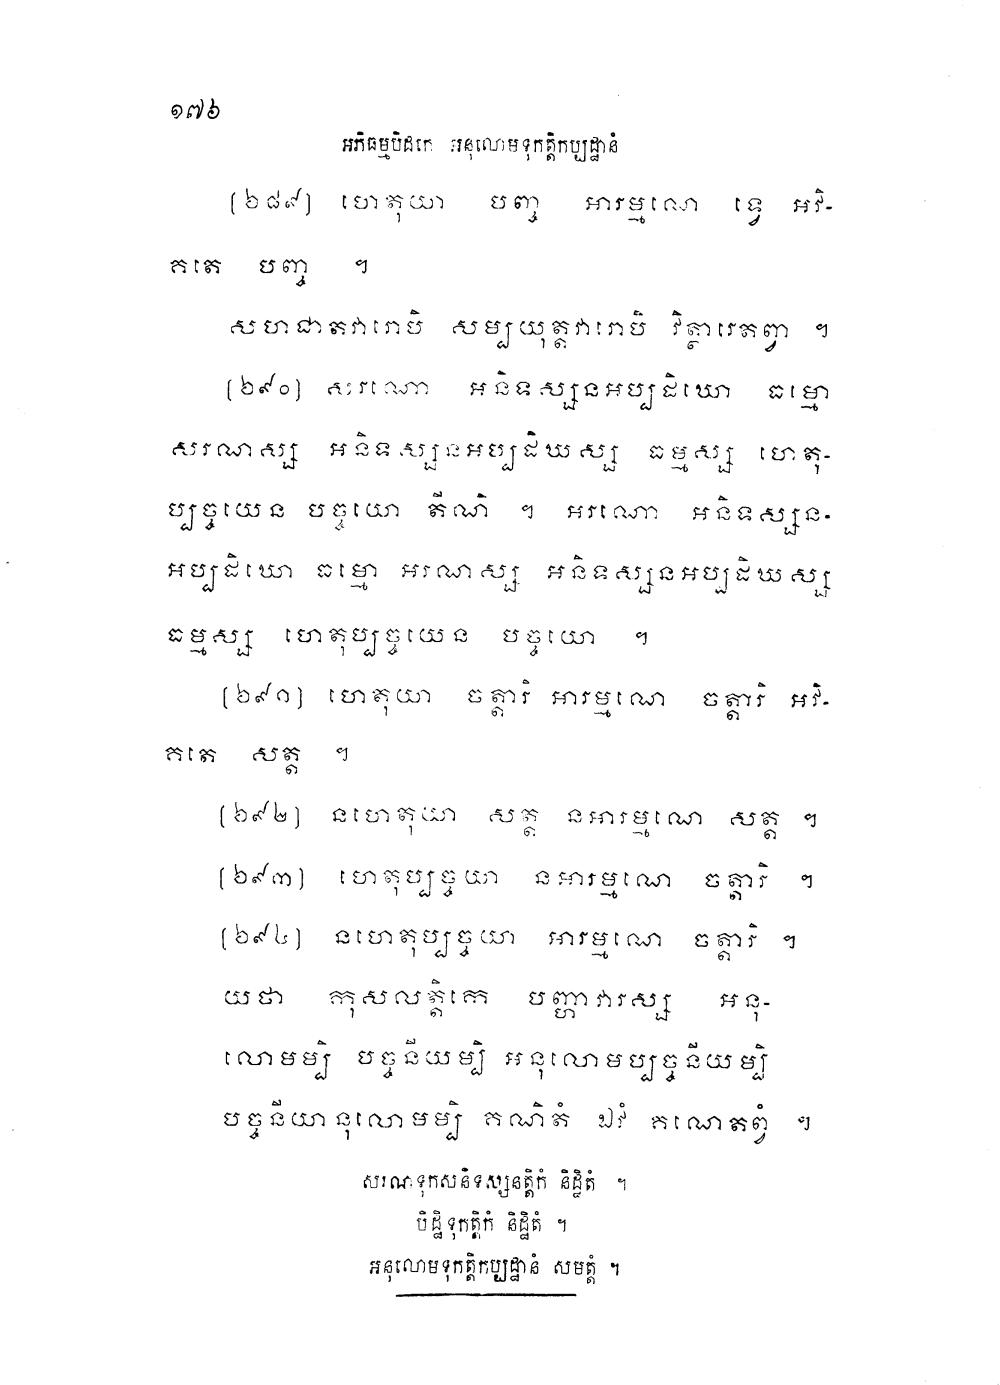 ១៧៦
អភិធម្មបិដកេ អនុលោមទុកត្តិកប្បដ្ឋានំ
(៦៨៩) ហេតុយា បញ្ច អារម្មណេ ទ្វេ អវិ-
គតេ បញ្ច ។
សហជាតវារោបិ សម្បយុត្តវារោបិ វិត្ថារេតព្វា ។
(៦៩០) សរណោ អនិទស្សនអប្បដិឃោ ធម្មោ
សរណស្ស អនិទស្សនអប្បដិឃស្ស ធម្មស្ស ហេតុ-
ប្បច្ចយេន បច្ចយោ តីណិ ។ អរណោ អនិទស្សន-
អប្បដិឃោ ធម្មោ អរណស្ស អនិទស្សនអប្បដិឃស្ស
ធម្មស្ស ហេតុប្បច្ចយេន បច្ចយោ ។
(៦៩១) ហេតុយា ចត្តារិ អារម្មណេ ចត្តារិ អវិ-
គតេ សត្ត ។
(៦៩២) នហេតុយា សត្ត នអារម្មណេ សត្ត ។
(៦៩៣) ហេតុប្បច្ចយា នអារម្មណេ ចត្តារិ ។
(៦៩៤) នហេតុប្បច្ចយា អារម្មណេ ចត្តារិ ។
យថា កុសលត្តិកេ បញ្ហាវារស្ស អនុ-
លោមម្បិ បច្ចនីយម្បិ អនុលោមប្បច្ចនីយម្បិ
បច្ចនីយានុលោមម្បិ គណិតំ ឯវំ គណេតព្វំ ។
សរណទុកសនិទស្សនត្តិកំ និដ្ឋិតំ ។
បិដ្ឋិទុកត្តិកំ និដ្ឋិតំ ។
អនុលោមទុកត្តិកប្បដ្ឋានំ សមត្តំ ។